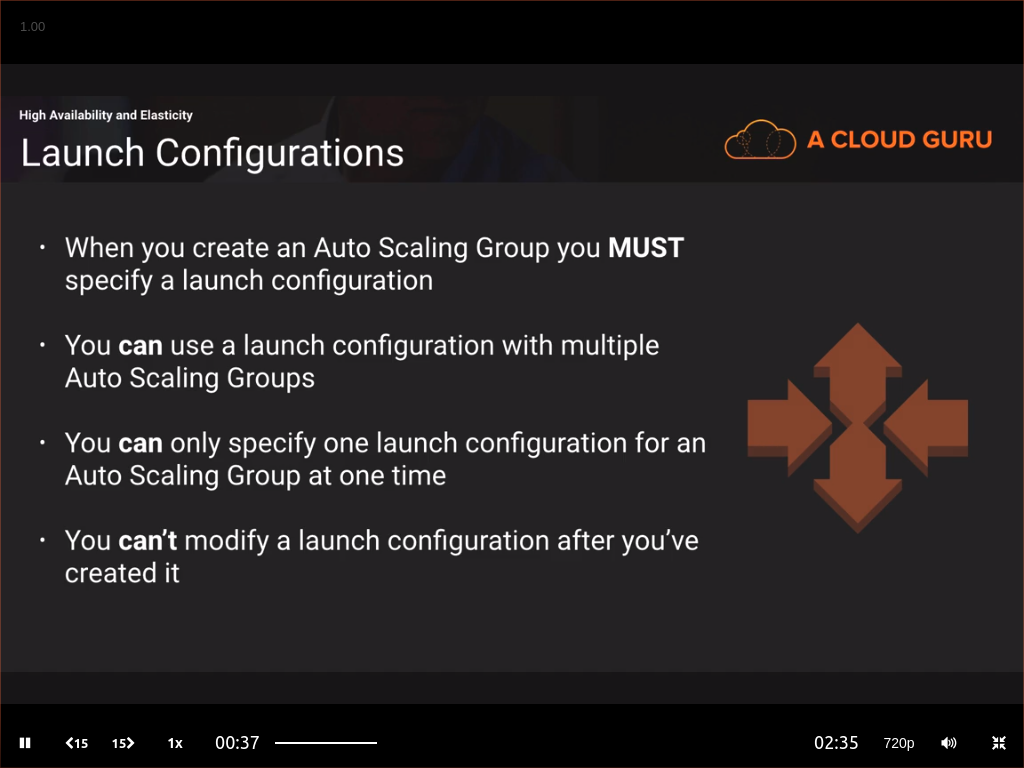 1.00
High Availability and Elasticity
Launch Configurations
A CLOUD GURU
· When you create an Auto Scaling Group you MUST
specify a launch configuration
· You can use a launch configuration with multiple
Auto Scaling Groups
· You can only specify one launch configuration for an
Auto Scaling Group at one time
· You can’t modify a launch configuration after you’ve
created it
15 15 1x 00:37 02:35 720p